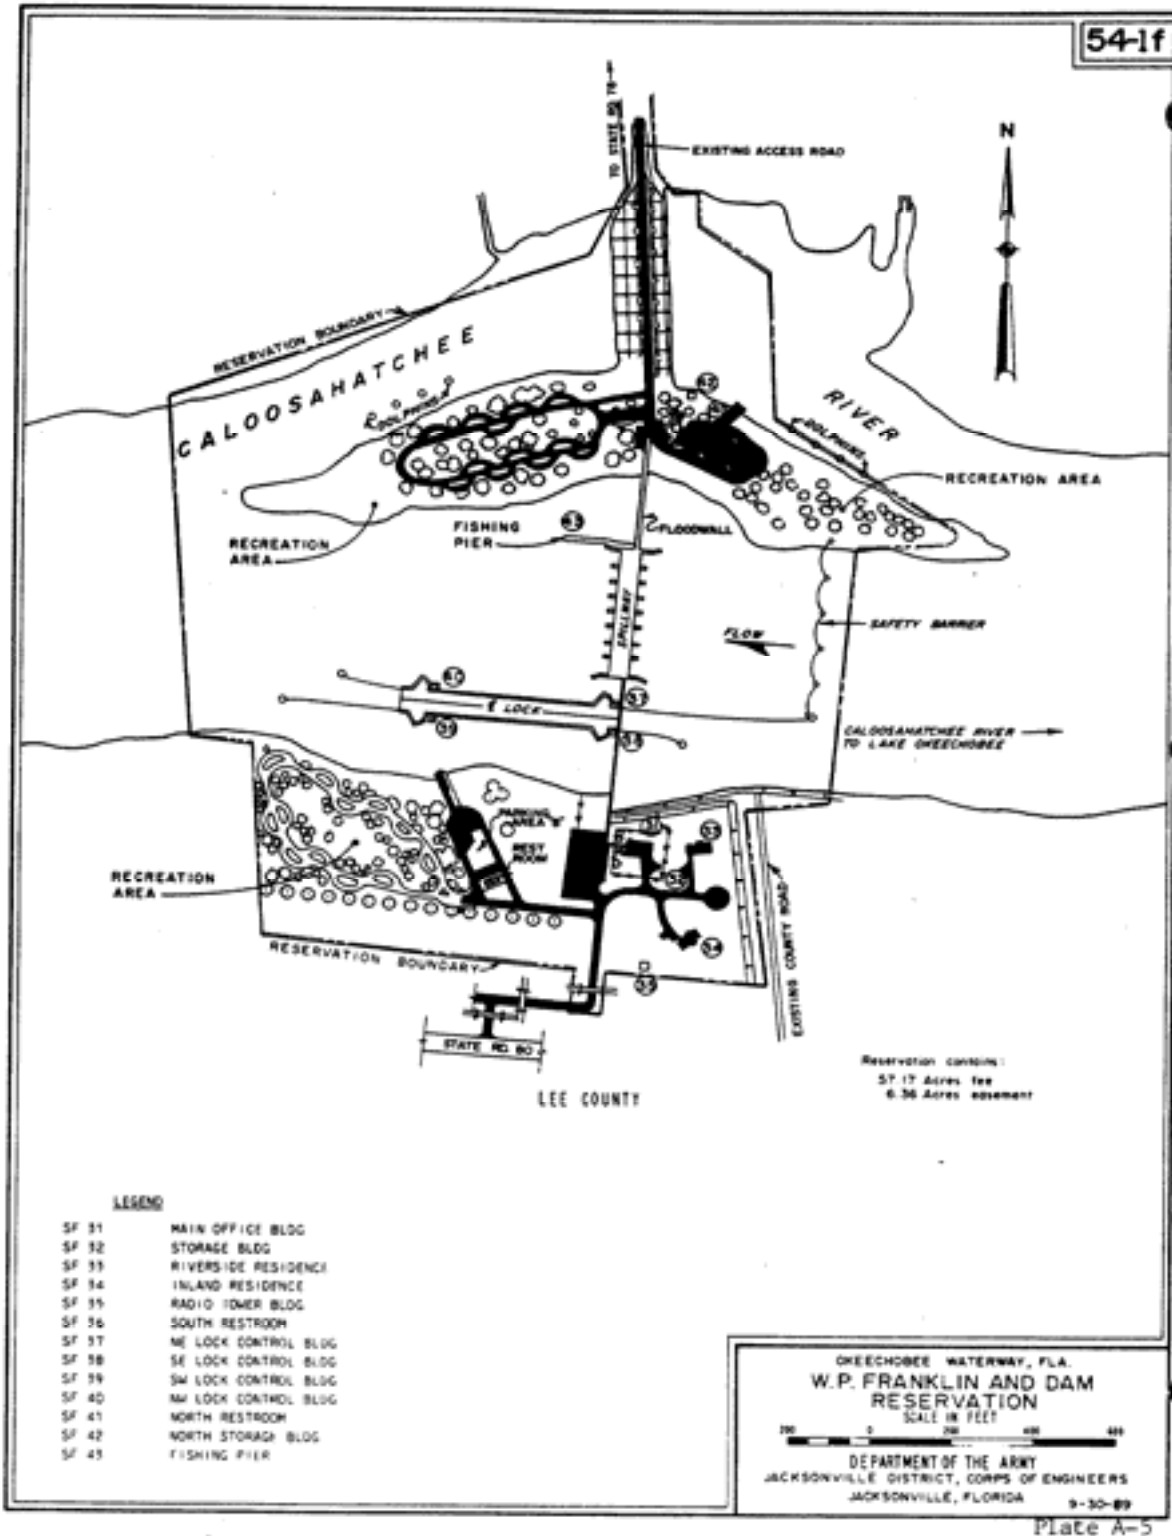 54-1f
TO STATE RD 78
EXISTING ACCESS ROAD
N
RESERVATION BOUNDARY
CALOOSAHATCHEE
RIVER
DOLPHINS
DOLPHINS
RECREATION AREA
RECREATION
AREA
FISHING
PIER
FLOODWALL
SPILLWAY
FLOW
SAFETY BARRIER
LOCK
CALOOSAHATCHEE RIVER
TO LAKE OKEECHOBEE
PARKING
AREA
REST
ROOM
RECREATION
AREA
RESERVATION BOUNDARY
EXISTING COUNTY ROAD
STATE RD. 80
LEE COUNTY
Reservation contains:
57.17 Acres fee
6.36 Acres easement
LEGEND
SF 31 MAIN OFFICE BLDG
SF 32 STORAGE BLDG
SF 33 RIVERSIDE RESIDENCE
SF 34 INLAND RESIDENCE
SF 35 RADIO TOWER BLDG
SF 36 SOUTH RESTROOM
SF 37 NE LOCK CONTROL BLDG
SF 38 SE LOCK CONTROL BLDG
SF 39 SW LOCK CONTROL BLDG
SF 40 NW LOCK CONTROL BLDG
SF 41 NORTH RESTROOM
SF 42 NORTH STORAGE BLDG
SF 43 FISHING PIER
OKEECHOBEE WATERWAY, FLA.
W.P. FRANKLIN AND DAM
RESERVATION
SCALE IN FEET
200 0 200 400 600
DEPARTMENT OF THE ARMY
JACKSONVILLE DISTRICT, CORPS OF ENGINEERS
JACKSONVILLE, FLORIDA
9-30-89
Plate A-5